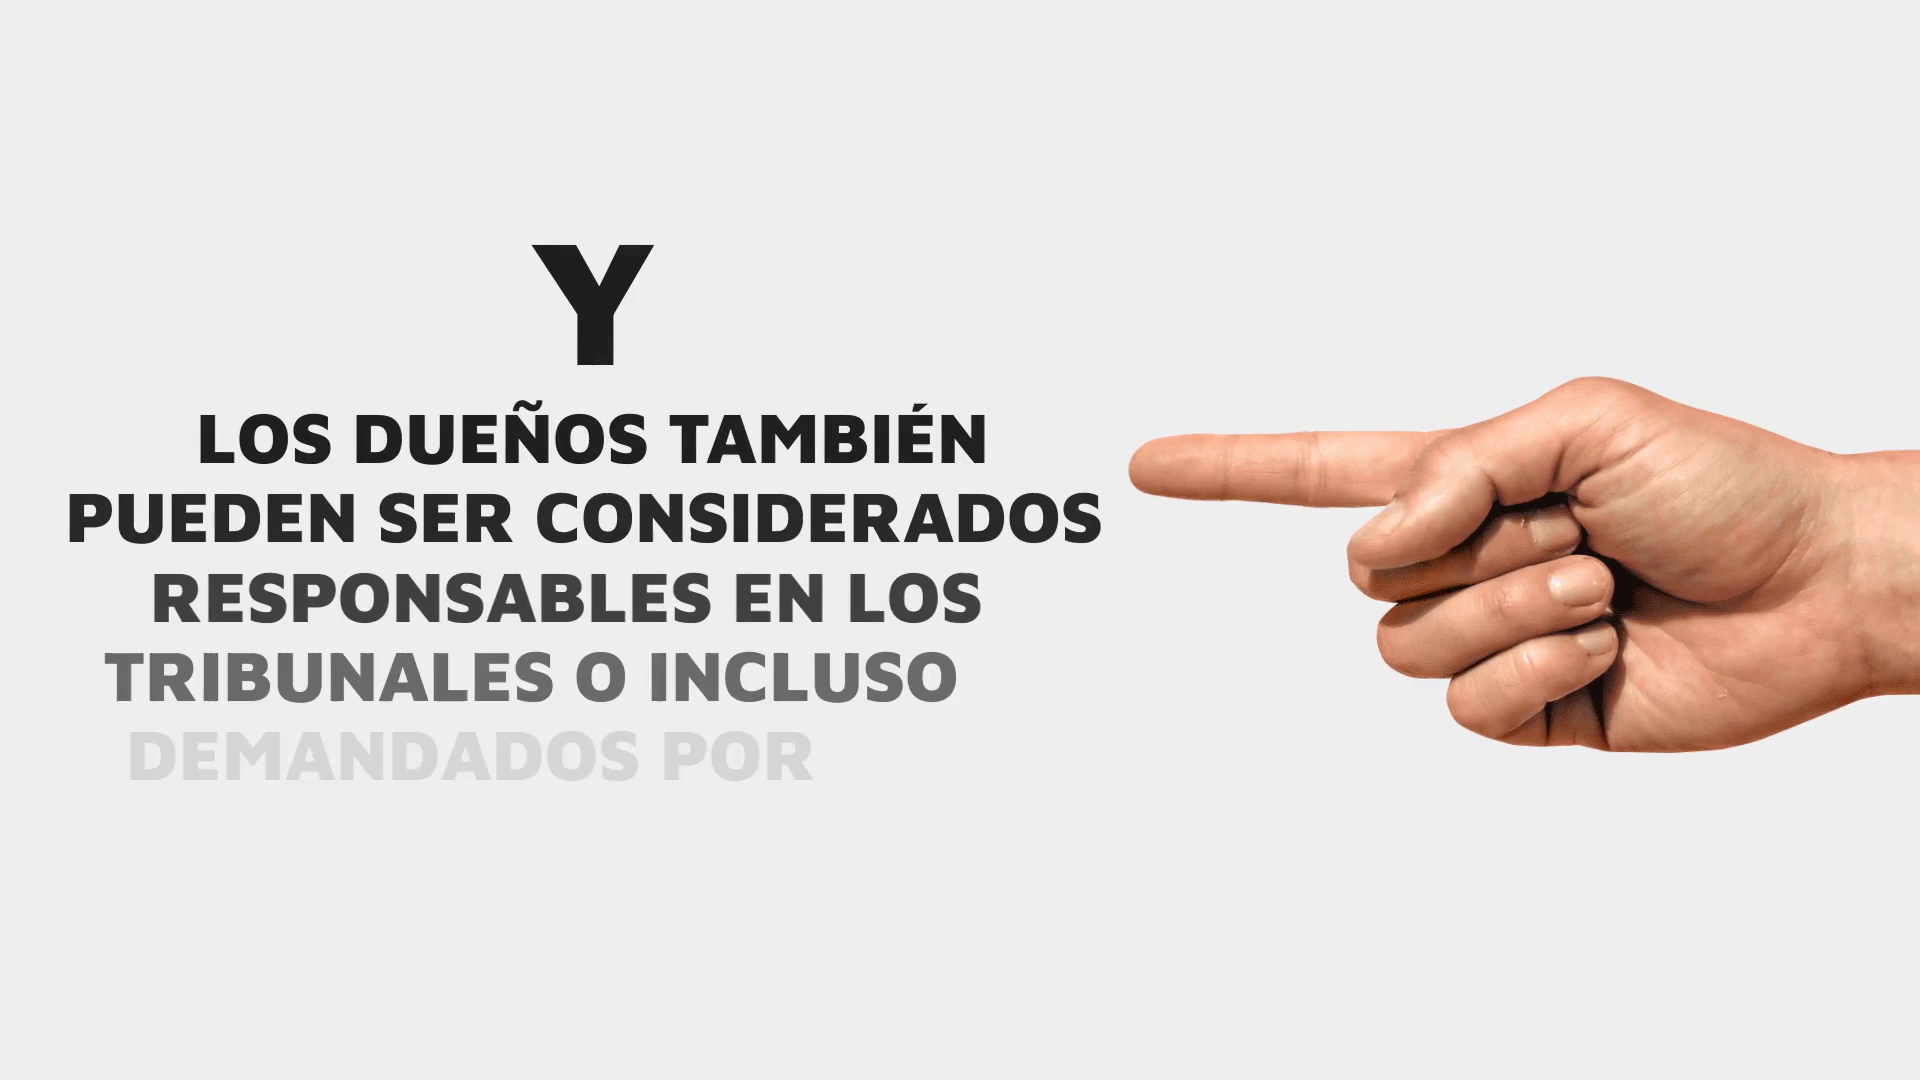 Y
LOS DUEÑOS TAMBIÉN
PUEDEN SER CONSIDERADOS
RESPONSABLES EN LOS
TRIBUNALES O INCLUSO
DEMANDADOS POR